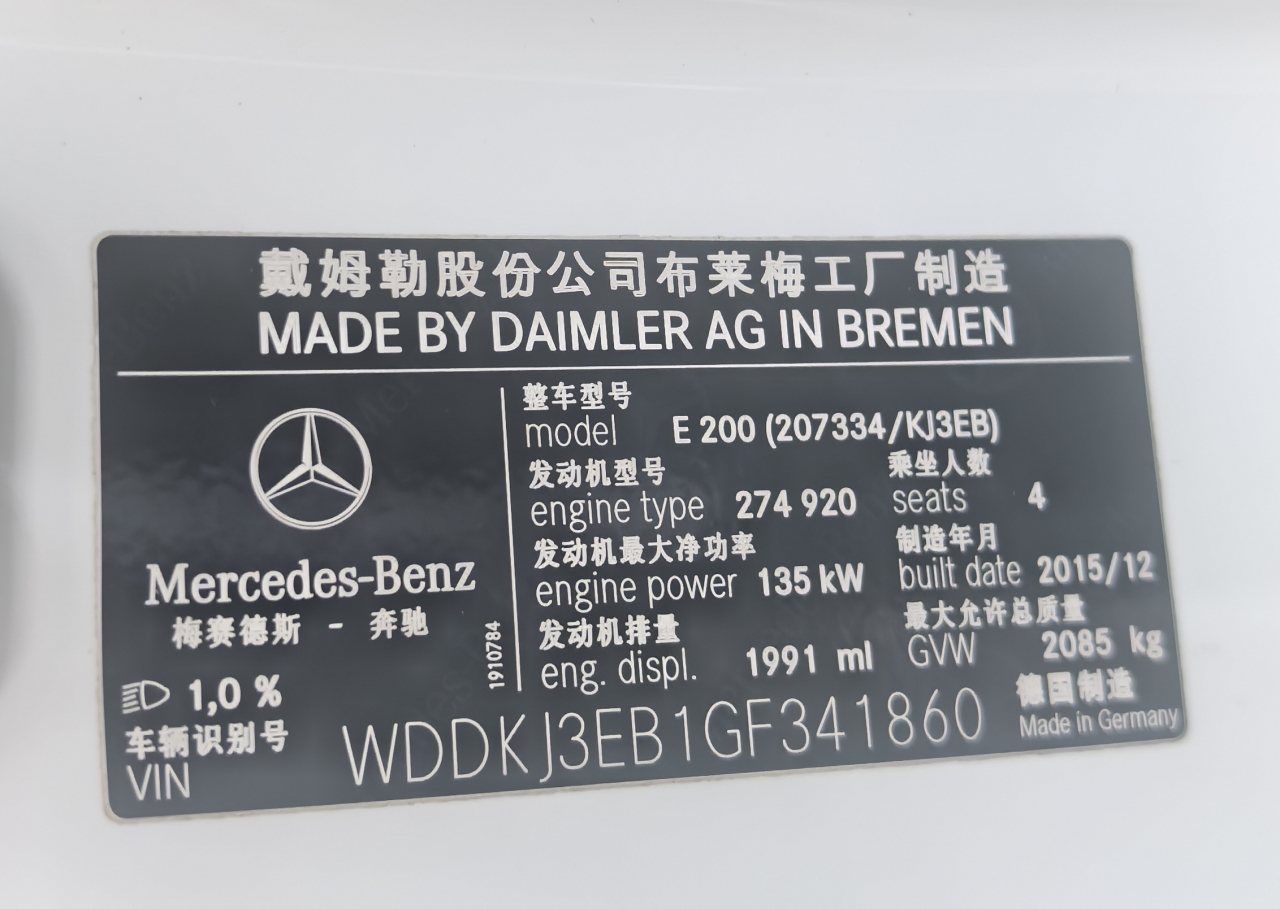 戴姆勒股份公司布莱梅工厂制造
MADE BY DAIMLER AG IN BREMEN
整车型号
model E 200 (207334/KJ3EB)
发动机型号 乘坐人数
engine type 274 920 seats 4
发动机最大净功率 制造年月
engine power 135 kW built date 2015/12
发动机排量 最大允许总质量
eng. displ. 1991 ml GVW 2085 kg
Mercedes-Benz
梅赛德斯 - 奔驰
1910784
1,0 %
车辆识别号
VIN WDDKJ3EB1GF341860
德国制造
Made in Germany